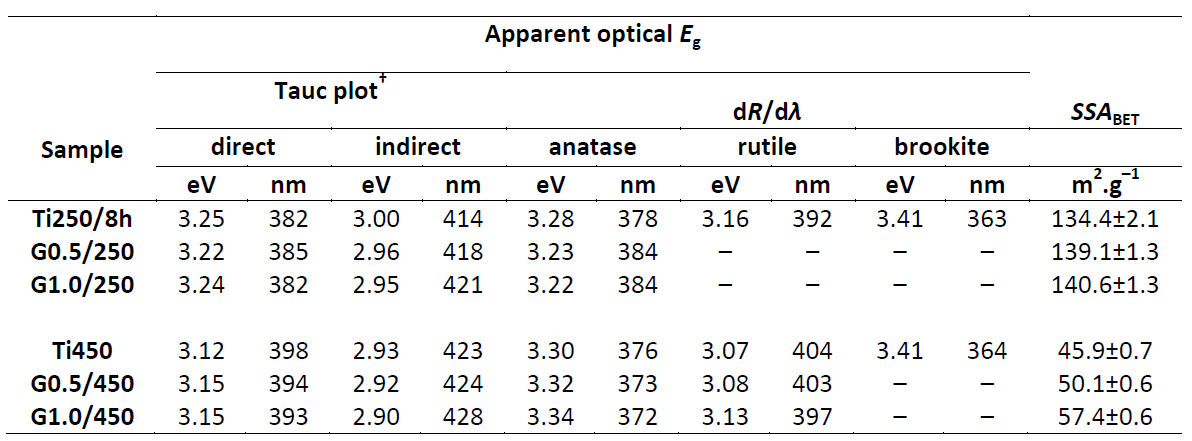 Apparent optical Eg
Tauc plot†
dR/dλ SSABET
Sample direct indirect anatase rutile brookite
eV nm eV nm eV nm eV nm eV nm m².g⁻¹
Ti250/8h 3.25 382 3.00 414 3.28 378 3.16 392 3.41 363 134.4±2.1
G0.5/250 3.22 385 2.96 418 3.23 384 – – – – 139.1±1.3
G1.0/250 3.24 382 2.95 421 3.22 384 – – – – 140.6±1.3
Ti450 3.12 398 2.93 423 3.30 376 3.07 404 3.41 364 45.9±0.7
G0.5/450 3.15 394 2.92 424 3.32 373 3.08 403 – – 50.1±0.6
G1.0/450 3.15 393 2.90 428 3.34 372 3.13 397 – – 57.4±0.6